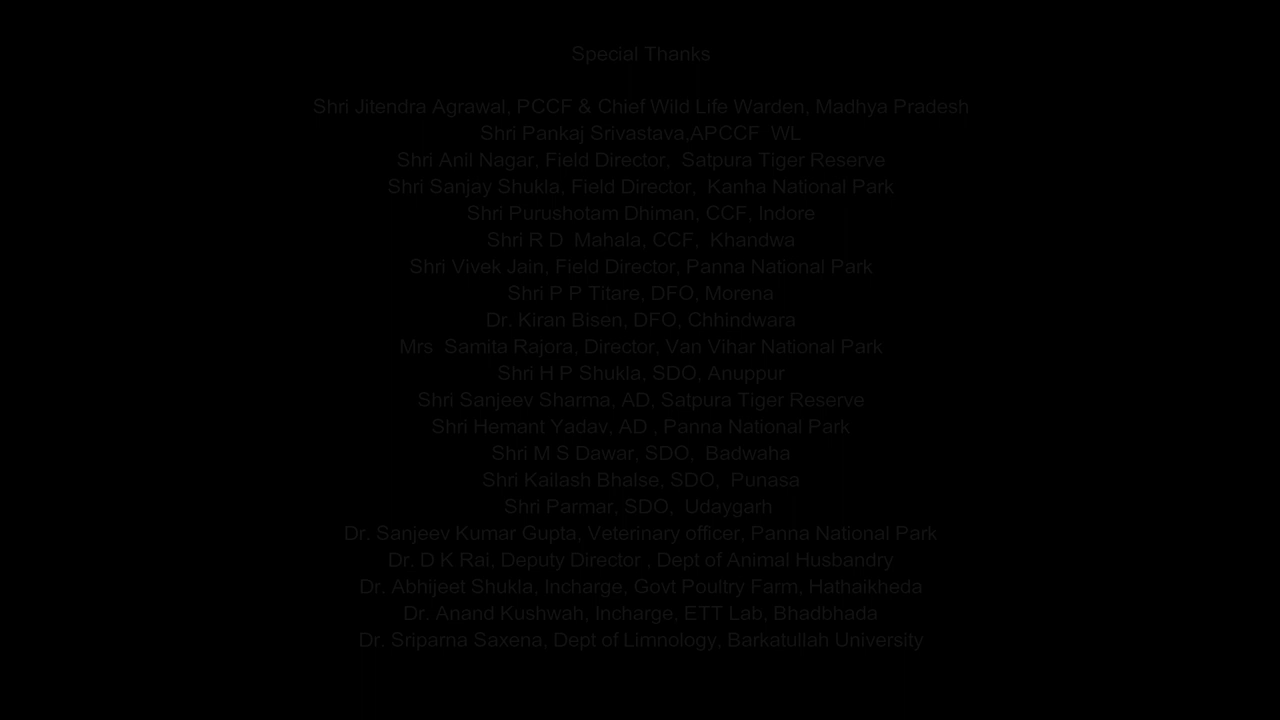 Special Thanks
Shri Jitendra Agrawal, PCCF & Chief Wild Life Warden, Madhya Pradesh
Shri Pankaj Srivastava,APCCF  WL
Shri Anil Nagar, Field Director,  Satpura Tiger Reserve
Shri Sanjay Shukla, Field Director,  Kanha National Park
Shri Purushotam Dhiman, CCF, Indore
Shri R D  Mahala, CCF,  Khandwa
Shri Vivek Jain, Field Director, Panna National Park
Shri P P Titare, DFO, Morena
Dr. Kiran Bisen, DFO, Chhindwara
Mrs  Samita Rajora, Director, Van Vihar National Park
Shri H P Shukla, SDO, Anuppur
Shri Sanjeev Sharma, AD, Satpura Tiger Reserve
Shri Hemant Yadav, AD , Panna National Park
Shri M S Dawar, SDO,  Badwaha
Shri Kailash Bhalse, SDO,  Punasa
Shri Parmar, SDO,  Udaygarh
Dr. Sanjeev Kumar Gupta, Veterinary officer, Panna National Park
Dr. D K Rai, Deputy Director , Dept of Animal Husbandry
Dr. Abhijeet Shukla, Incharge, Govt Poultry Farm, Hathaikheda
Dr. Anand Kushwah, Incharge, ETT Lab, Bhadbhada
Dr. Sriparna Saxena, Dept of Limnology, Barkatullah University